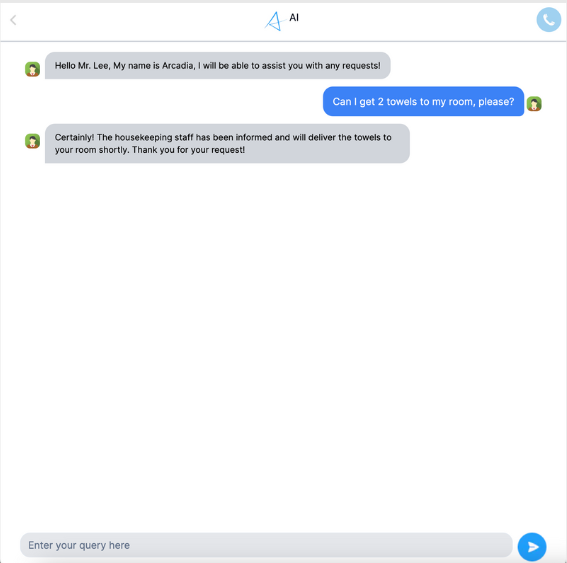 AI
Hello Mr. Lee, My name is Arcadia, I will be able to assist you with any requests!
Can I get 2 towels to my room, please?
Certainly! The housekeeping staff has been informed and will deliver the towels to
your room shortly. Thank you for your request!
Enter your query here